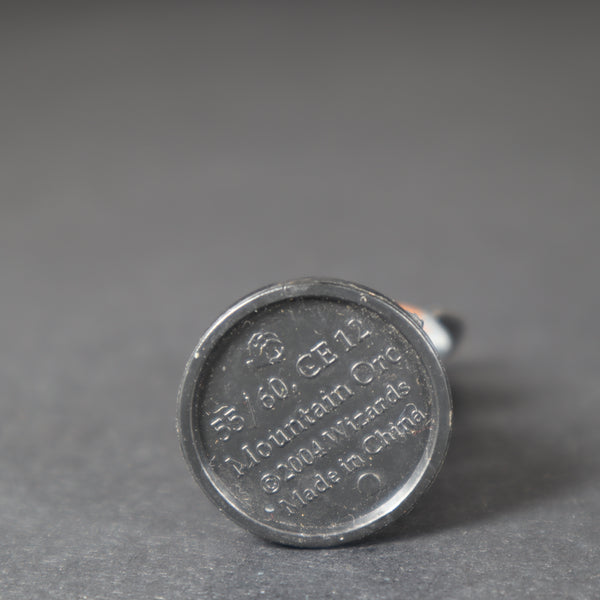 55/60, CE 12
Mountain Orc
©2004 Wizards
Made in China